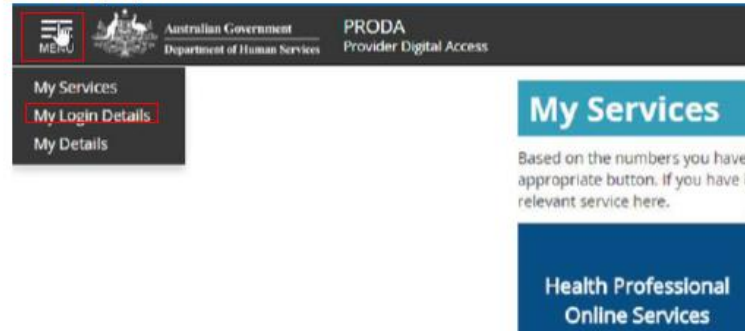 MENU
Australian Government
Department of Human Services
PRODA
Provider Digital Access
My Services
My Login Details
My Details
My Services
Based on the numbers you have
appropriate button. If you have
relevant service here.
Health Professional
Online Services